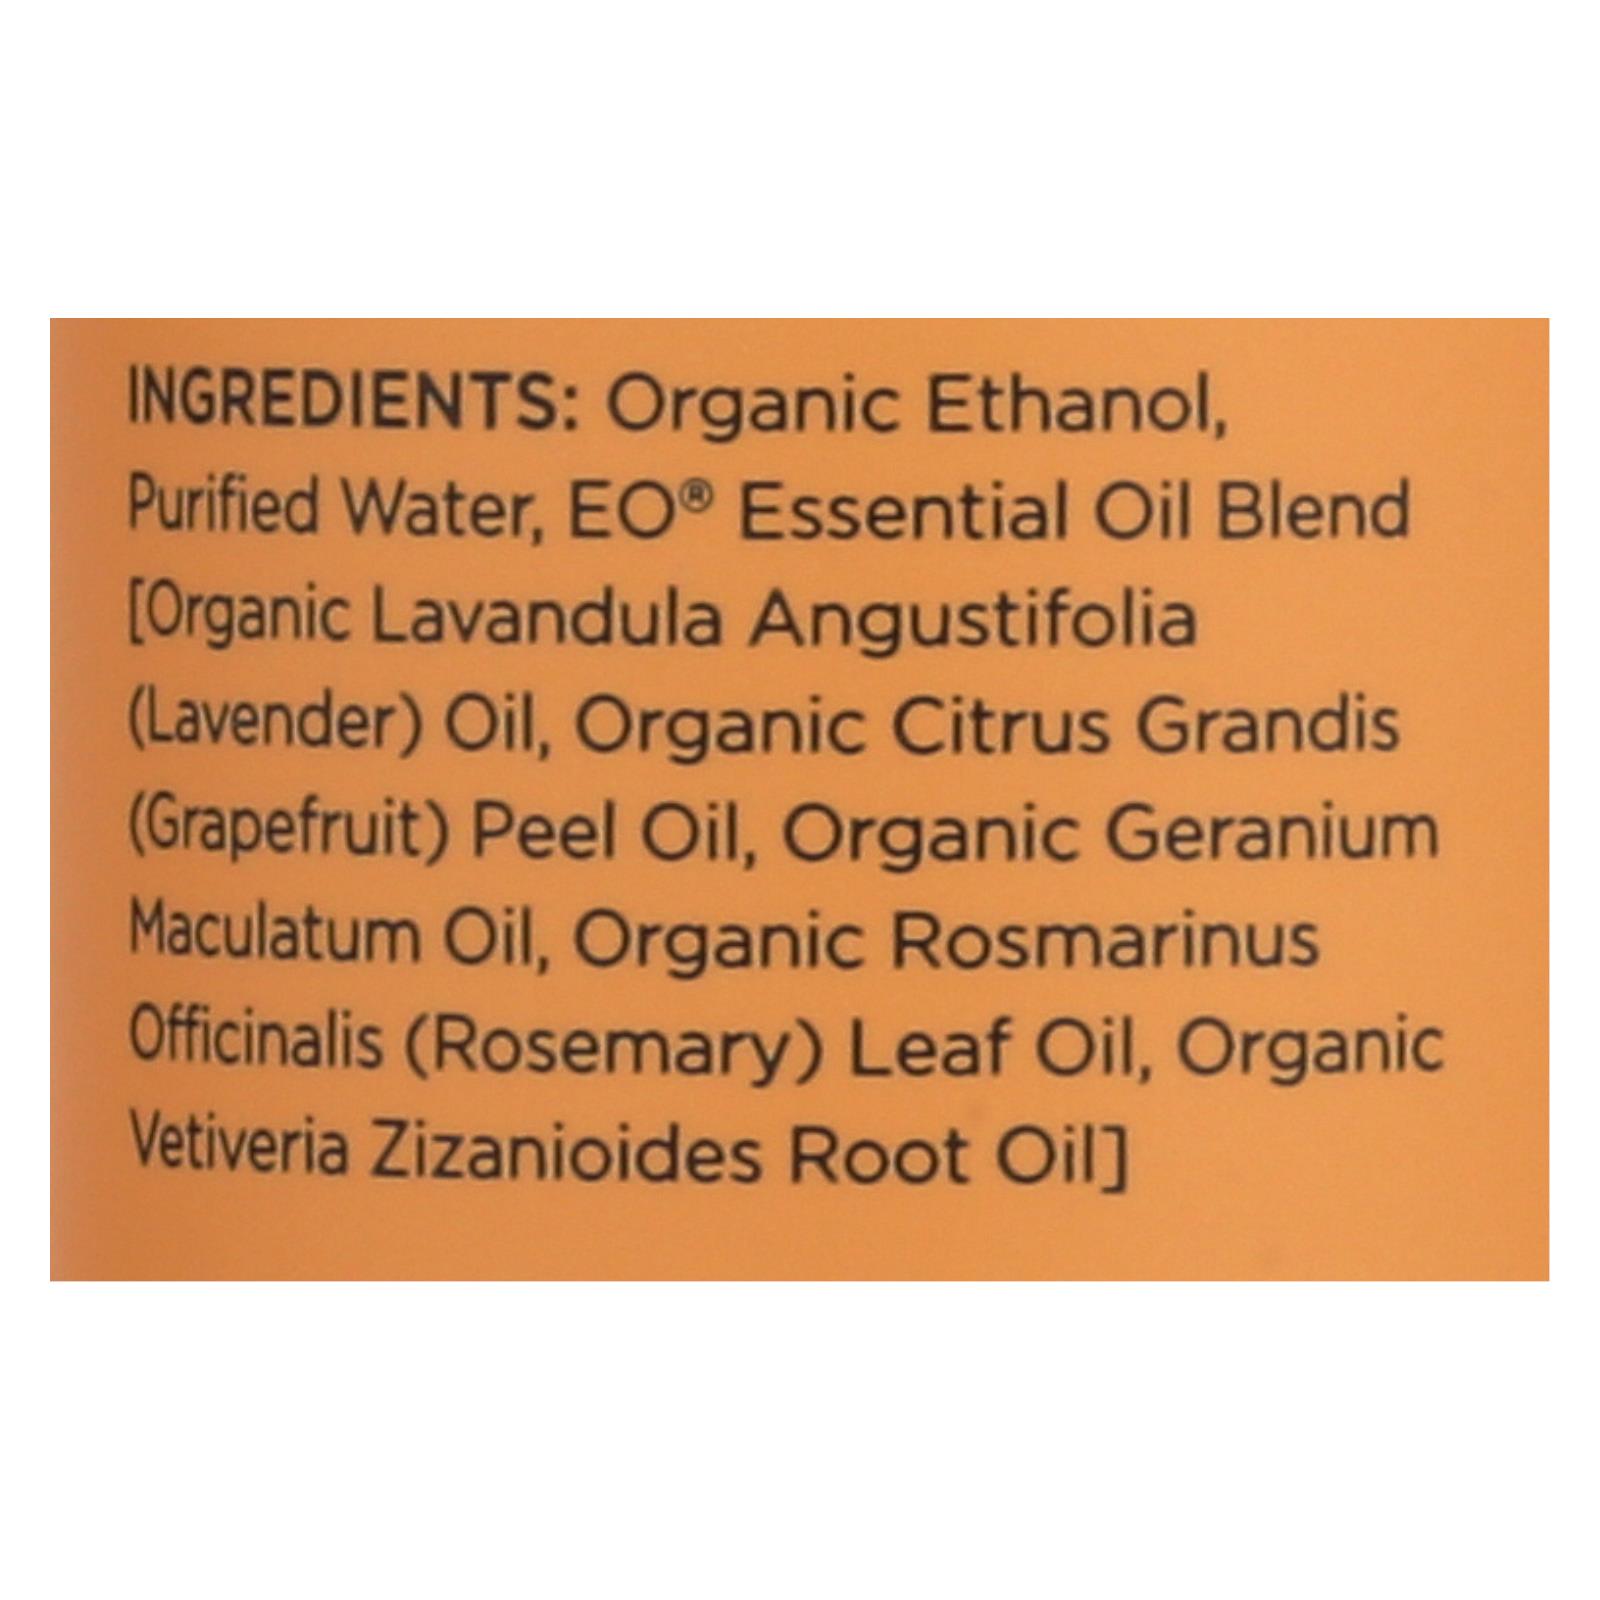 INGREDIENTS: Organic Ethanol,
Purified Water, EO® Essential Oil Blend
[Organic Lavandula Angustifolia
(Lavender) Oil, Organic Citrus Grandis
(Grapefruit) Peel Oil, Organic Geranium
Maculatum Oil, Organic Rosmarinus
Officinalis (Rosemary) Leaf Oil, Organic
Vetiveria Zizanioides Root Oil]